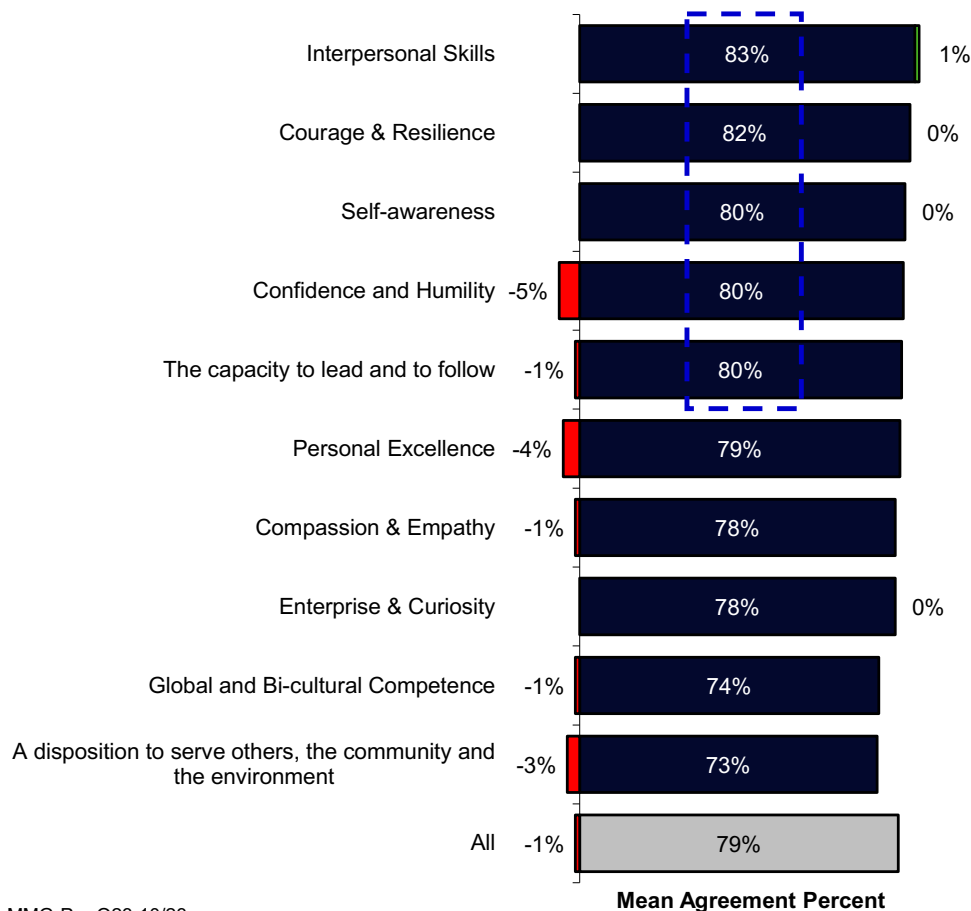 Interpersonal Skills 83% 1%
Courage & Resilience 82% 0%
Self-awareness 80% 0%
Confidence and Humility -5% 80%
The capacity to lead and to follow -1% 80%
Personal Excellence -4% 79%
Compassion & Empathy -1% 78%
Enterprise & Curiosity 78% 0%
Global and Bi-cultural Competence -1% 74%
A disposition to serve others, the community and
the environment -3% 73%
All -1% 79%
Mean Agreement Percent